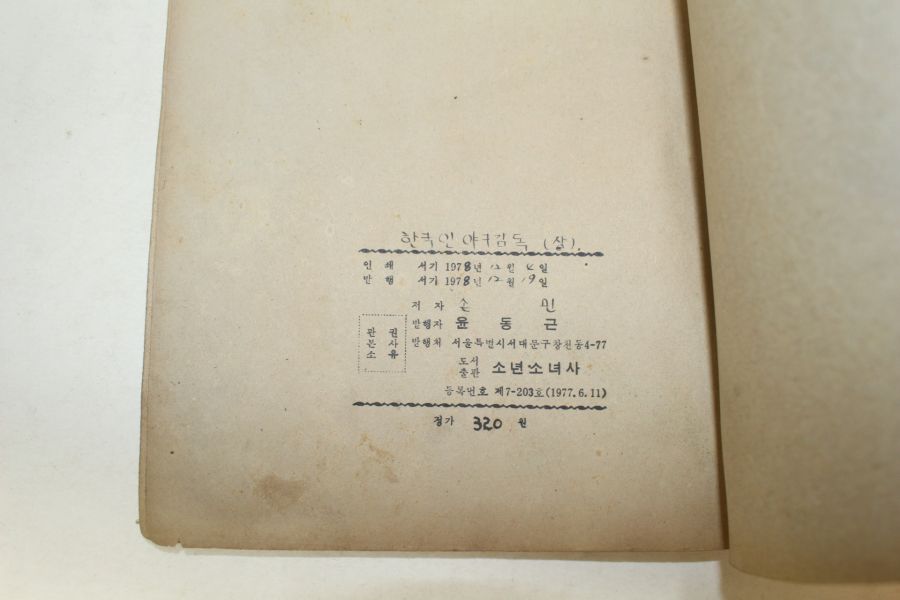 한국인 야구감독 (상).
인 쇄 서기 1978년 12월 4일
발 행 서기 1978년 12월 19일
저 자 손 민
발행자 윤 동 근
판 권
본 사
소 유
발행처 서울특별시서대문구창천동4-77
도서
출판 소년소녀사
등록번호 제7-203호(1977.6.11)
정가 320 원